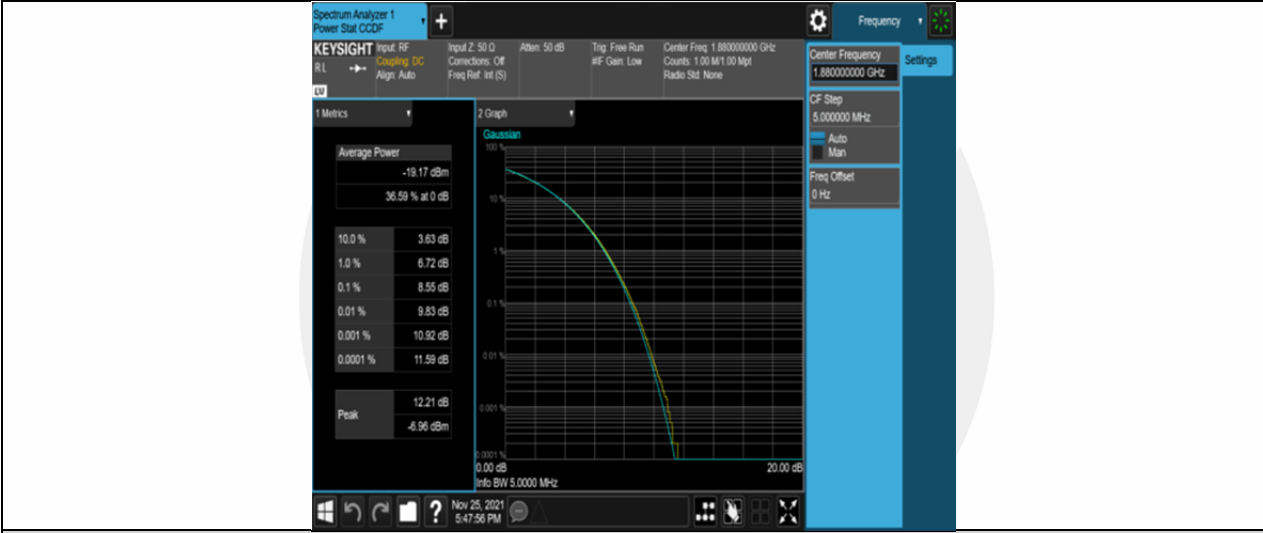 Spectrum Analyzer 1
Power Stat CCDF
+
Frequency
KEYSIGHT
RL
LV
Input: RF
Coupling: DC
Align: Auto
Input Z: 50 Ω
Corrections: Off
Freq Ref: Int (S)
Atten: 50 dB
Trig: Free Run
#IF Gain: Low
Center Freq: 1.880000000 GHz
Counts: 1.00 M/1.00 Mpt
Radio Std: None
Center Frequency
1.880000000 GHz
Settings
CF Step
5.000000 MHz
Auto
Man
Freq Offset
0 Hz
1 Metrics
Average Power
-19.17 dBm
36.59 % at 0 dB
10.0 % 3.63 dB
1.0 % 6.72 dB
0.1 % 8.55 dB
0.01 % 9.83 dB
0.001 % 10.92 dB
0.0001 % 11.59 dB
Peak
12.21 dB
-6.96 dBm
2 Graph
Gaussian
100 %
10 %
1 %
0.1 %
0.01 %
0.001 %
0.0001 %
0.00 dB 20.00 dB
Info BW 5.0000 MHz
?
Nov 25, 2021
5:47:56 PM